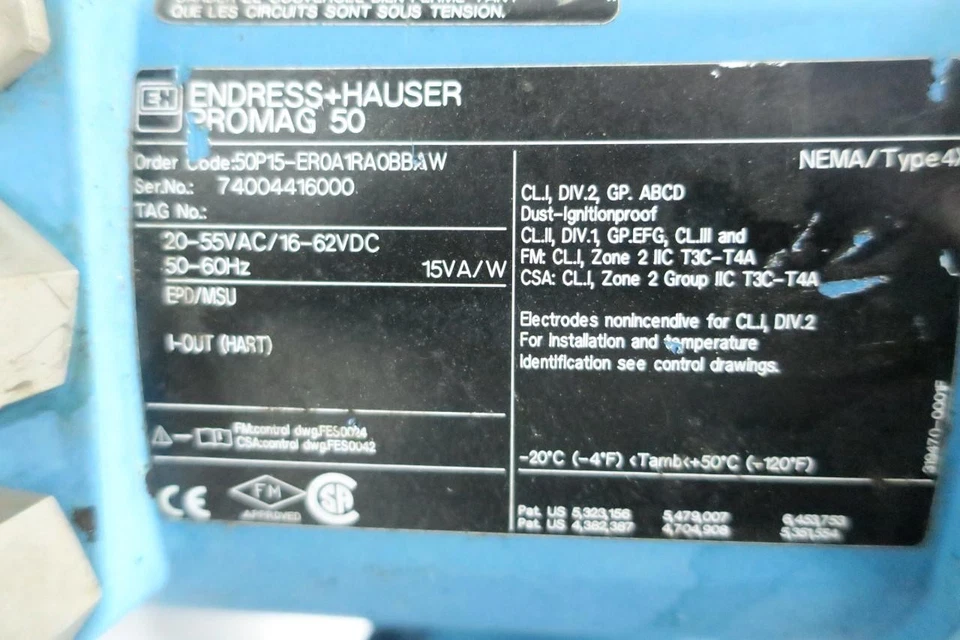 QUE LES CIRCUITS SONT SOUS TENSION.
EH ENDRESS+HAUSER
PROMAG 50
Order Code:50P15-ER0A1RA0BBAW
Ser.No.: 74004416000
TAG No.:
20-55VAC/16-62VDC
50-60Hz 15VA/W
EPD/MSU
I-OUT (HART)
FM:control dwg.FES0024
CSA:control dwg.FES0042
CE FM APPROVED SA
NEMA/Type4X
CL.I, DIV.2, GP. ABCD
Dust-Ignitionproof
CL.II, DIV.1, GP.EFG, CL.III and
FM: CL.I, Zone 2 IIC T3C-T4A
CSA: CL.I, Zone 2 Group IIC T3C-T4A
Electrodes nonincendive for CL.I, DIV.2
For installation and temperature
identification see control drawings.
-20°C (-4°F) <Tamb<+50°C (-120°F)
Pat. US 5,323,156 5,479,007 6,453,753
Pat. US 4,382,387 4,704,908 5,351,554
319470-0001F